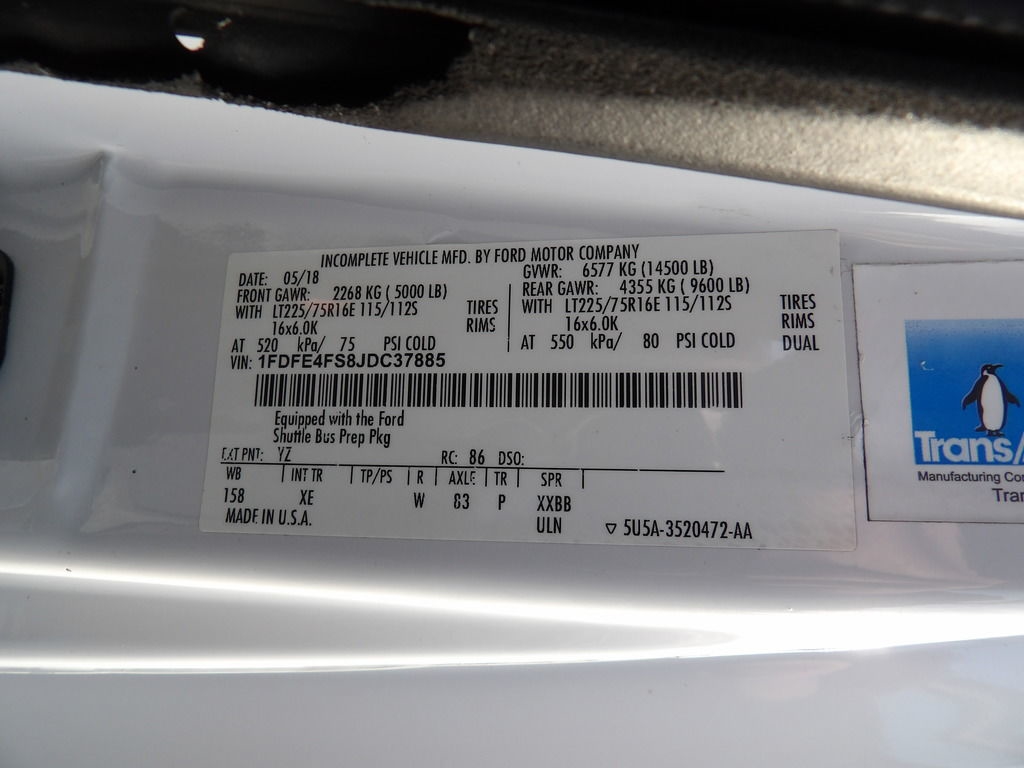 INCOMPLETE VEHICLE MFD. BY FORD MOTOR COMPANY
DATE: 05/18 GVWR: 6577 KG (14500 LB)
FRONT GAWR: 2268 KG ( 5000 LB) REAR GAWR: 4355 KG ( 9600 LB)
WITH LT225/75R16E 115/112S TIRES WITH LT225/75R16E 115/112S TIRES
16x6.0K RIMS 16x6.0K RIMS
AT 520 kPa/ 75 PSI COLD AT 550 kPa/ 80 PSI COLD DUAL
VIN: 1FDFE4FS8JDC37885
Equipped with the Ford
Shuttle Bus Prep Pkg
EXT PNT: YZ RC: 86 DSO:
WB INT TR TP/PS R AXLE TR SPR
158 XE W 83 P XXBB
MADE IN U.S.A. ULN ▽ 5U5A-3520472-AA
Trans/
Manufacturing Co
Tra